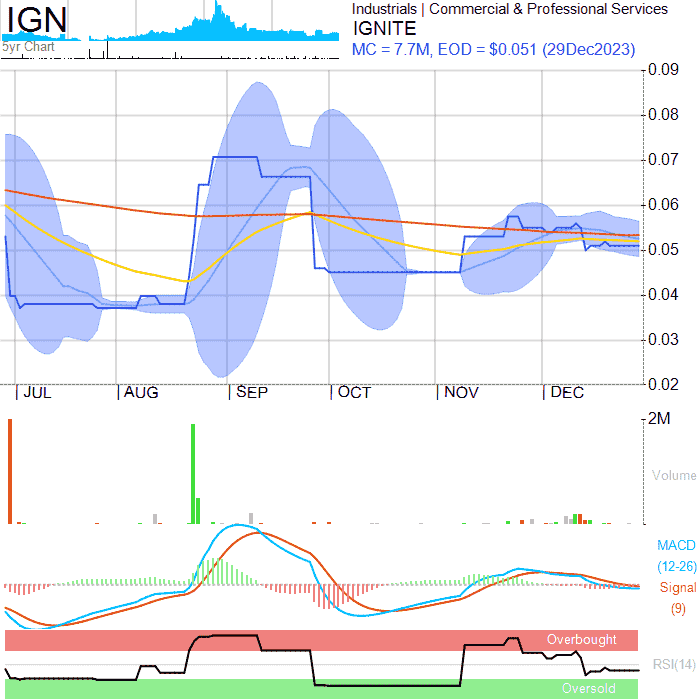 IGN
5yr Chart
Industrials | Commercial & Professional Services
IGNITE
MC = 7.7M, EOD = $0.051 (29Dec2023)
0.09
0.08
0.07
0.06
0.05
0.04
0.03
0.02
|JUL |AUG |SEP |OCT |NOV |DEC
2M
Volume
MACD
(12-26)
Signal
(9)
Overbought
RSI(14)
Oversold